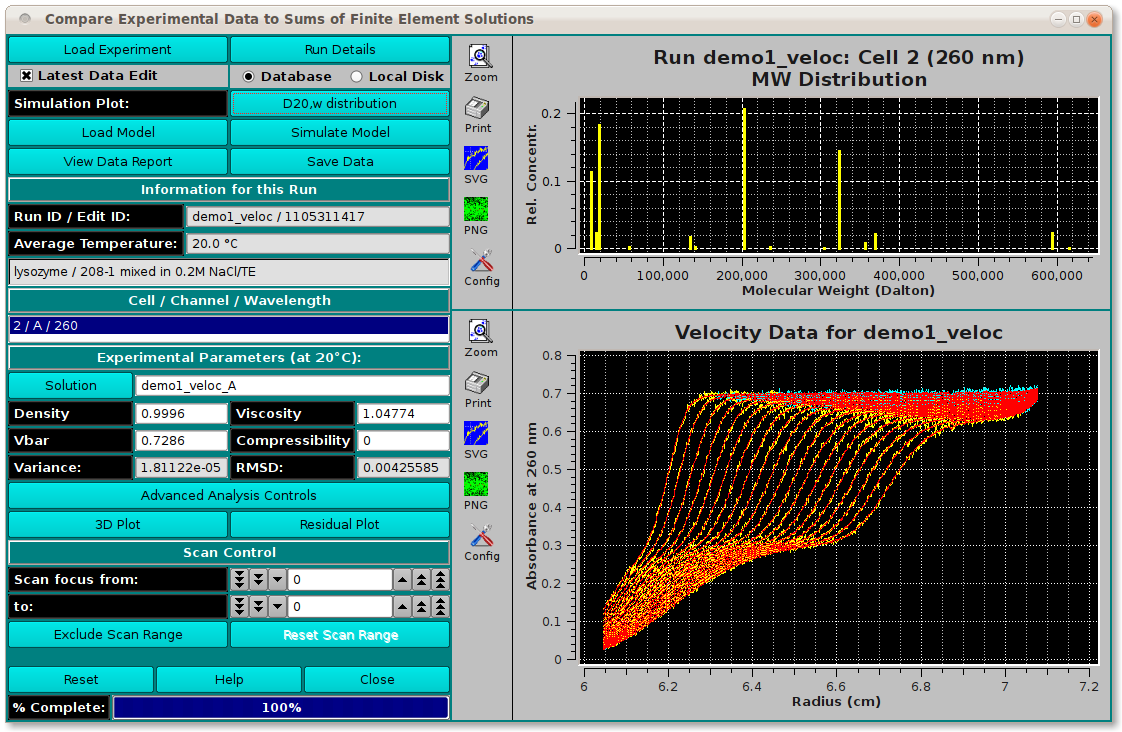 Compare Experimental Data to Sums of Finite Element Solutions
Load Experiment Run Details
Latest Data Edit Database Local Disk
Simulation Plot: D20,w distribution
Load Model Simulate Model
View Data Report Save Data
Information for this Run
Run ID / Edit ID: demo1_veloc / 1105311417
Average Temperature: 20.0 °C
lysozyme / 208-1 mixed in 0.2M NaCl/TE
Cell / Channel / Wavelength
2 / A / 260
Experimental Parameters (at 20°C):
Solution demo1_veloc_A
Density 0.9996 Viscosity 1.04774
Vbar 0.7286 Compressibility 0
Variance: 1.81122e-05 RMSD: 0.00425585
Advanced Analysis Controls
3D Plot Residual Plot
Scan Control
Scan focus from: 0
to: 0
Exclude Scan Range Reset Scan Range
Reset Help Close
% Complete: 100%
Zoom
Print
SVG
PNG
Config
Zoom
Print
SVG
PNG
Config
Run demo1_veloc: Cell 2 (260 nm)
MW Distribution
Rel. Concentr.
0.2
0.1
0
0 100,000 200,000 300,000 400,000 500,000 600,000
Molecular Weight (Dalton)
Velocity Data for demo1_veloc
Absorbance at 260 nm
0.8
0.7
0.6
0.5
0.4
0.3
0.2
0.1
0
6 6.2 6.4 6.6 6.8 7 7.2
Radius (cm)